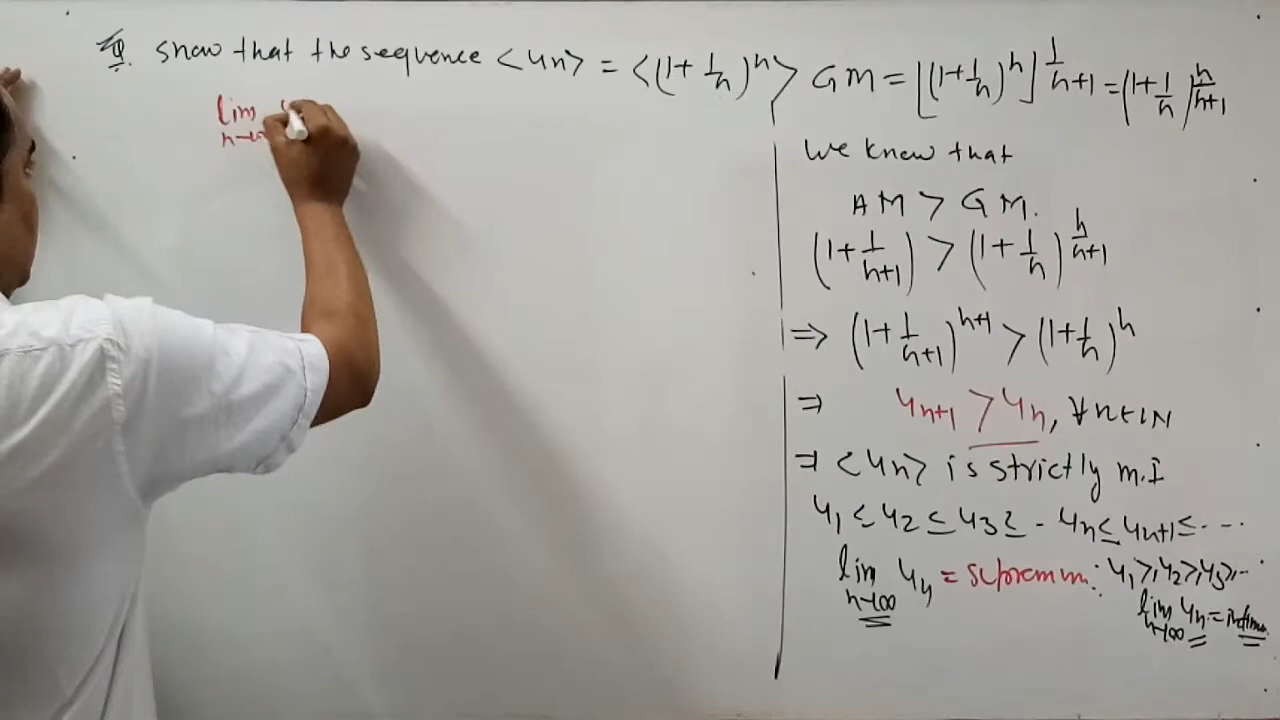 Q. show that the sequence <un> = <(1+1/n)^n> GM = [(1+1/n)^n]^1/n+1 = (1+1/n)^n/n+1
lim
n→∞
We know that
AM > GM.
(1+1/n+1) > (1+1/n)^n/n+1
⇒ (1+1/n+1)^n+1 > (1+1/n)^n
⇒ un+1 > un, ∀ n∈IN
⇒ <un> is strictly m.I
u1 ≤ u2 ≤ u3 ≤ - un ≤ un+1 ≤ ---
lim un = supremum: u1 ≥ u2 ≥ u3 ≥ --
n→∞
lim un =
n→∞